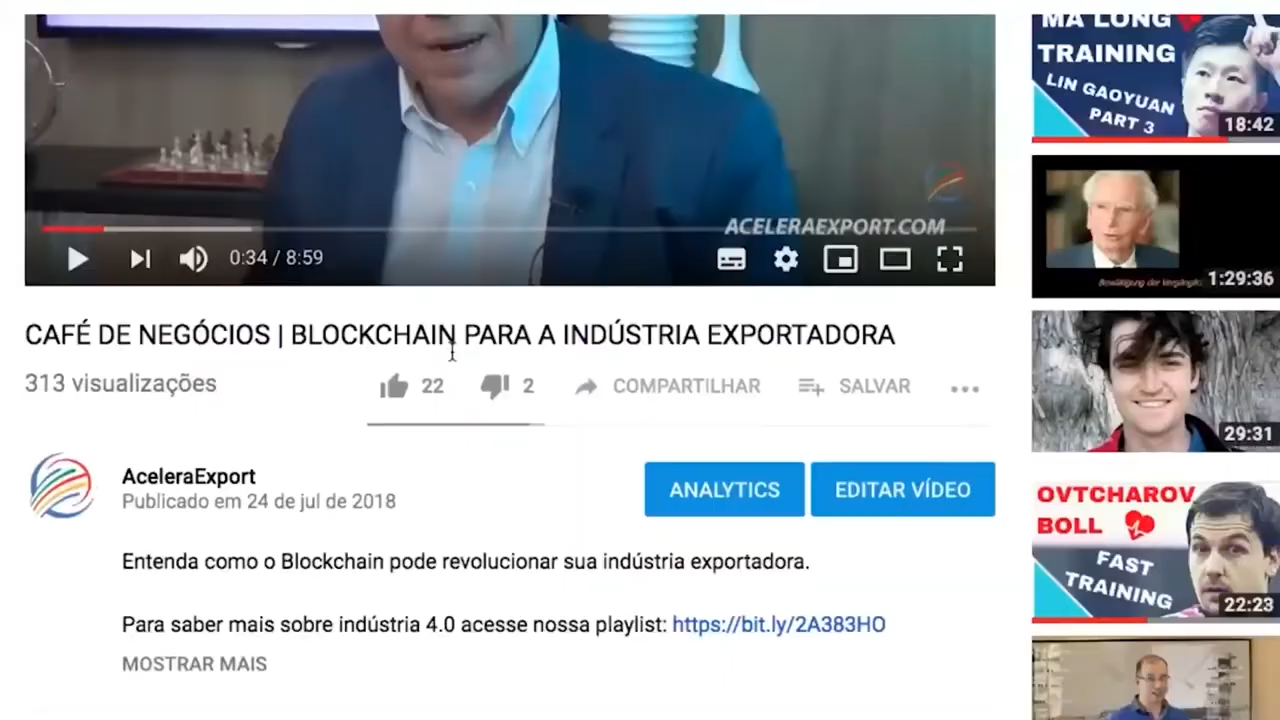 ACELERAEXPORT.COM
0:34 / 8:59
CAFÉ DE NEGÓCIOS | BLOCKCHAIN PARA A INDÚSTRIA EXPORTADORA
313 visualizações
22
2
COMPARTILHAR
SALVAR
AceleraExport
Publicado em 24 de jul de 2018
ANALYTICS
EDITAR VÍDEO
Entenda como o Blockchain pode revolucionar sua indústria exportadora.
Para saber mais sobre indústria 4.0 acesse nossa playlist: https://bit.ly/2A383HO
MOSTRAR MAIS
MA LONG
TRAINING
LIN GAOYUAN
PART 3
18:42
1:29:36
29:31
OVTCHAROV
BOLL
FAST
TRAINING
22:23